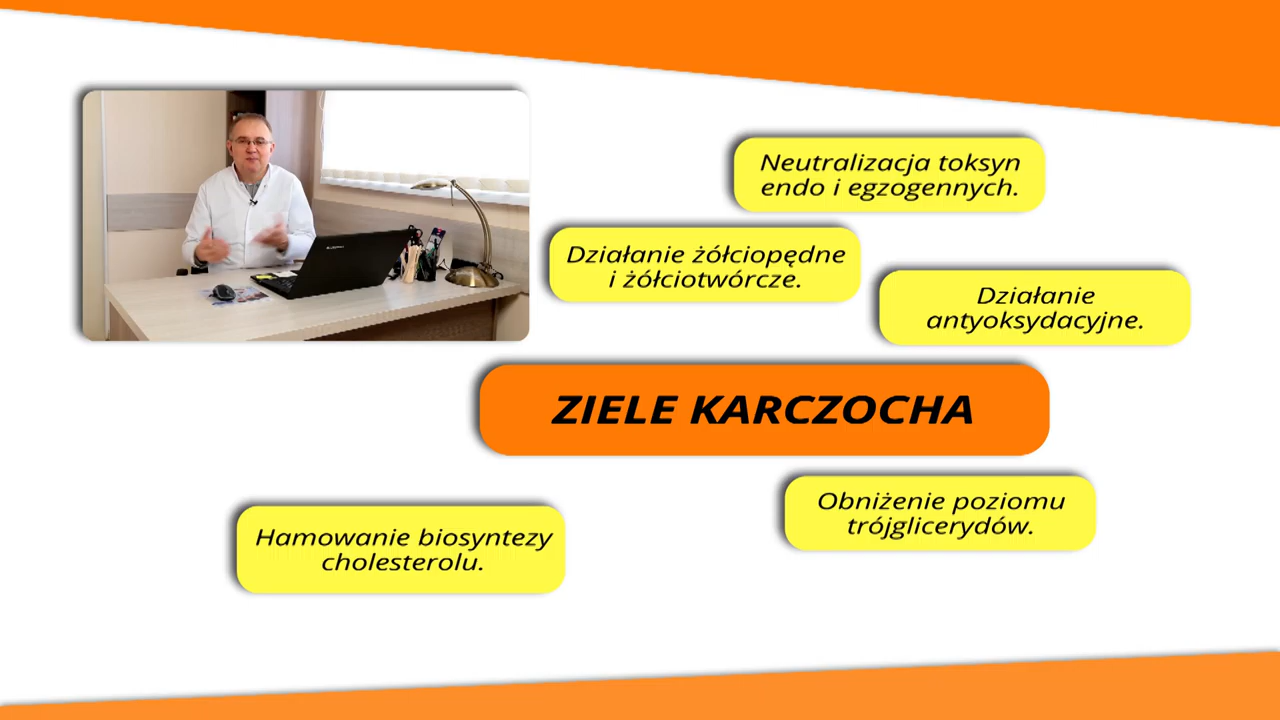 Neutralizacja toksyn
endo i egzogennych.
Działanie żółciopędne
i żółciotwórcze.
Działanie
antyoksydacyjne.
ZIELE KARCZOCHA
Obniżenie poziomu
trójglicerydów.
Hamowanie biosyntezy
cholesterolu.